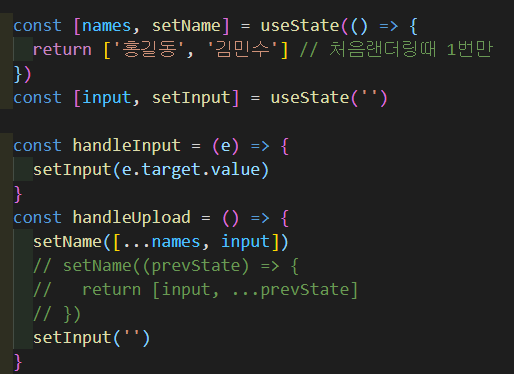 const [names, setName] = useState(() => {
return ['홍길동', '김민수'] // 처음랜더링때 1번만
})
const [input, setInput] = useState('')
const handleInput = (e) => {
setInput(e.target.value)
}
const handleUpload = () => {
setName([...names, input])
// setName((prevState) => {
//   return [input, ...prevState]
// })
setInput('')
}